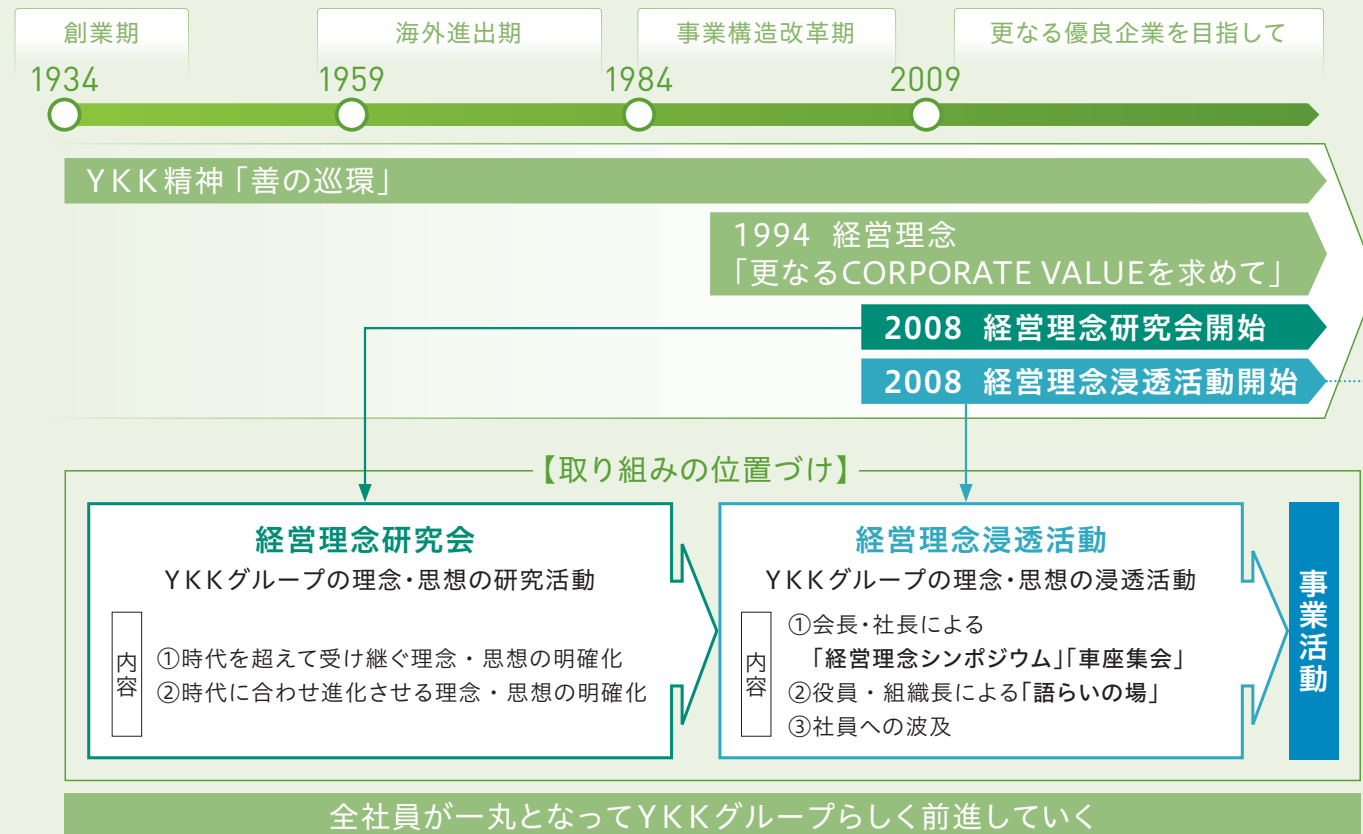 創業期
海外進出期
事業構造改革期
更なる優良企業を目指して
1934
1959
1984
2009
YKK精神「善の巡環」
1994 経営理念
「更なるCORPORATE VALUEを求めて」
2008 経営理念研究会開始
2008 経営理念浸透活動開始
【取り組みの位置づけ】
経営理念研究会
YKKグループの理念・思想の研究活動
内容
①時代を超えて受け継ぐ理念・思想の明確化
②時代に合わせ進化させる理念・思想の明確化
経営理念浸透活動
YKKグループの理念・思想の浸透活動
内容
①会長・社長による
「経営理念シンポジウム」「車座集会」
②役員・組織長による「語らいの場」
③社員への波及
事業活動
全社員が一丸となってYKKグループらしく前進していく